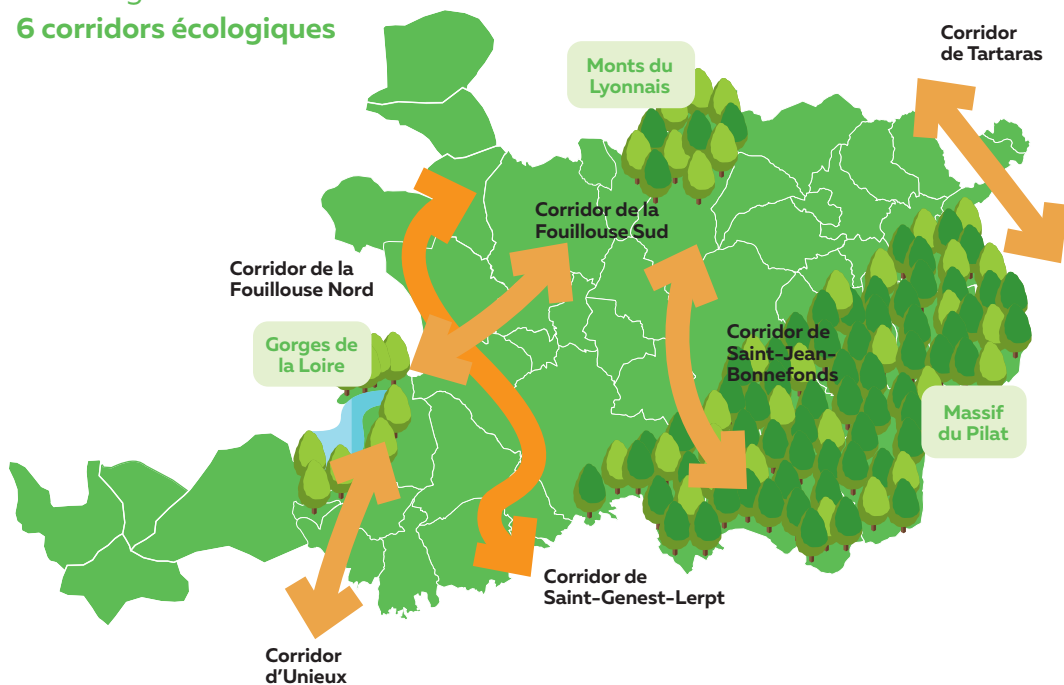 6 corridors écologiques
Corridor
de Tartaras
Monts du
Lyonnais
Corridor de la
Fouillouse Sud
Corridor de la
Fouillouse Nord
Gorges de
la Loire
Corridor de
Saint-Jean-
Bonnefonds
Massif
du Pilat
Corridor de
Saint-Genest-Lerpt
Corridor
d'Unieux